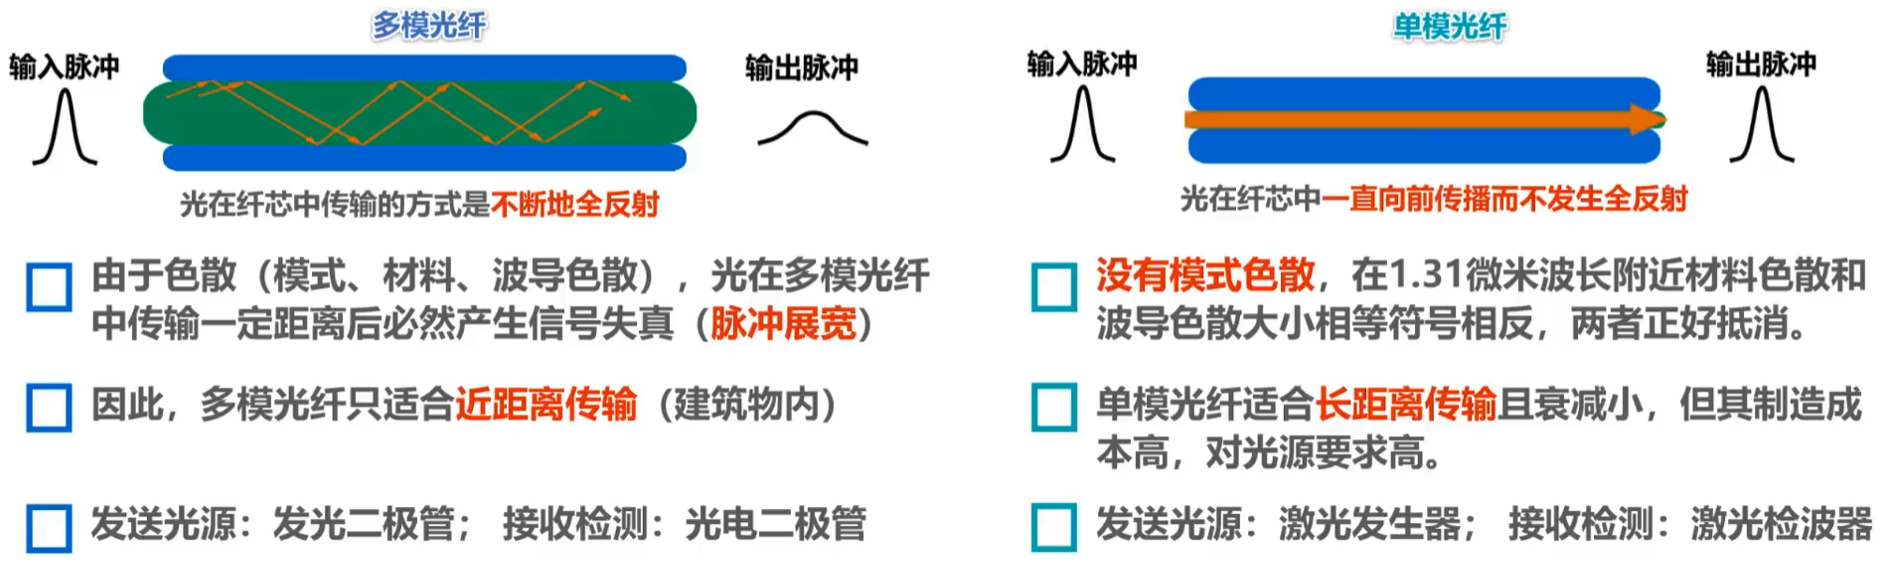 多模光纤
输入脉冲
输出脉冲
光在纤芯中传输的方式是不断地全反射
由于色散（模式、材料、波导色散），光在多模光纤
中传输一定距离后必然产生信号失真（脉冲展宽）
因此，多模光纤只适合近距离传输（建筑物内）
发送光源：发光二极管； 接收检测：光电二极管
单模光纤
输入脉冲
输出脉冲
光在纤芯中一直向前传播而不发生全反射
没有模式色散，在1.31微米波长附近材料色散和
波导色散大小相等符号相反，两者正好抵消。
单模光纤适合长距离传输且衰减小，但其制造成
本高，对光源要求高。
发送光源：激光发生器； 接收检测：激光检波器